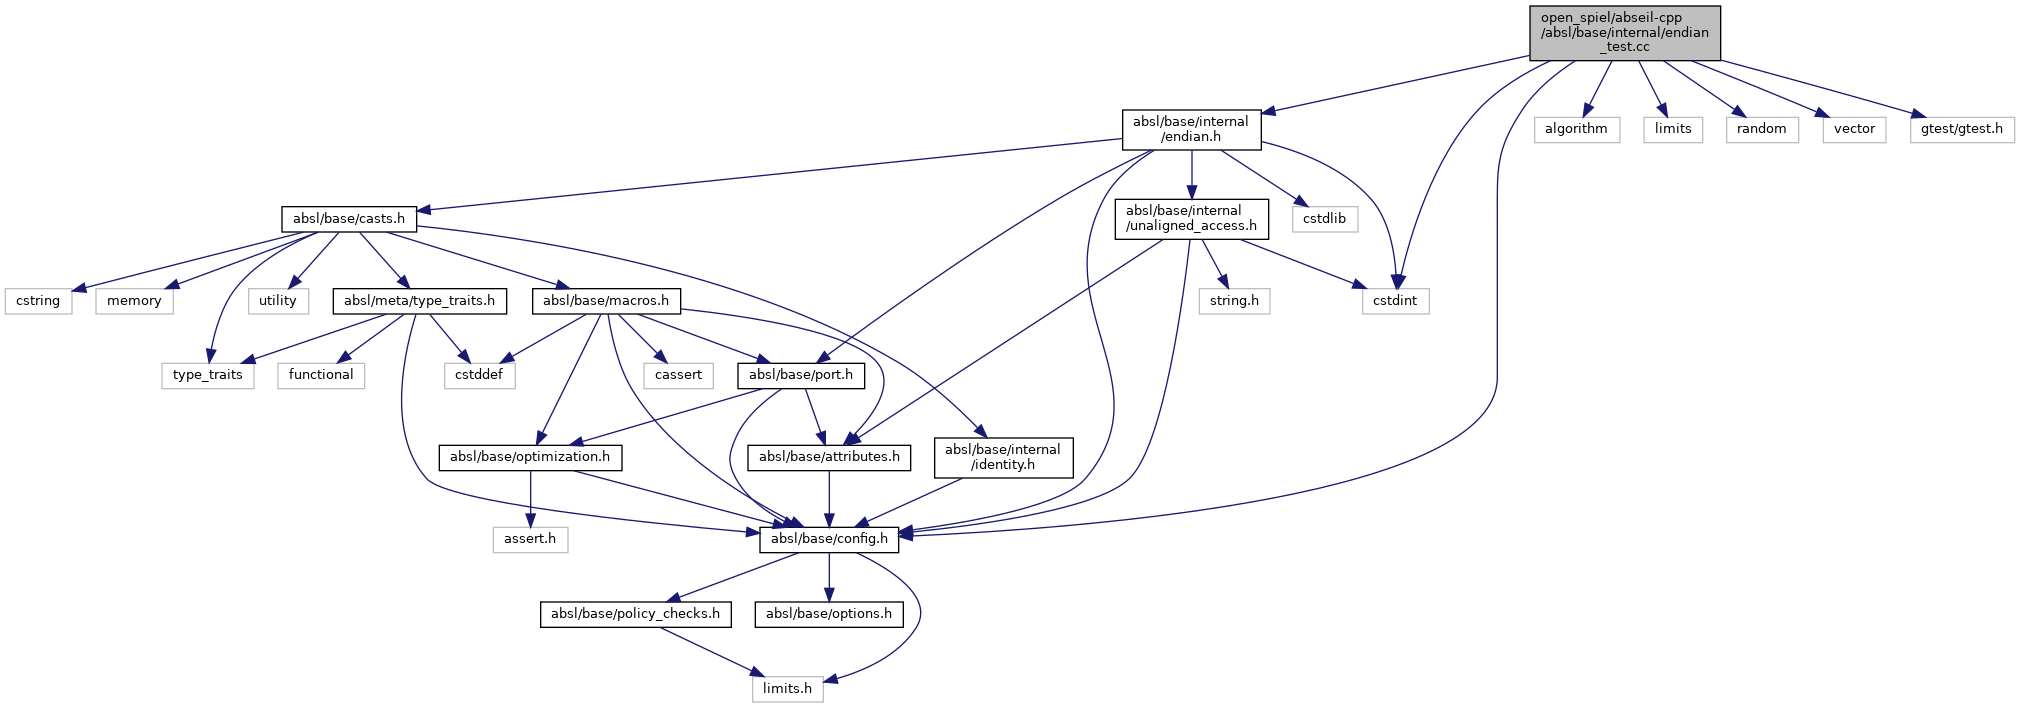 open_spiel/abseil-cpp
/absl/base/internal/endian
_test.cc
absl/base/internal
/endian.h
algorithm
limits
random
vector
gtest/gtest.h
absl/base/casts.h
absl/base/internal
/unaligned_access.h
cstdlib
cstring
memory
utility
absl/meta/type_traits.h
absl/base/macros.h
string.h
cstdint
type_traits
functional
cstddef
cassert
absl/base/port.h
absl/base/optimization.h
absl/base/attributes.h
absl/base/internal
/identity.h
assert.h
absl/base/config.h
absl/base/policy_checks.h
absl/base/options.h
limits.h